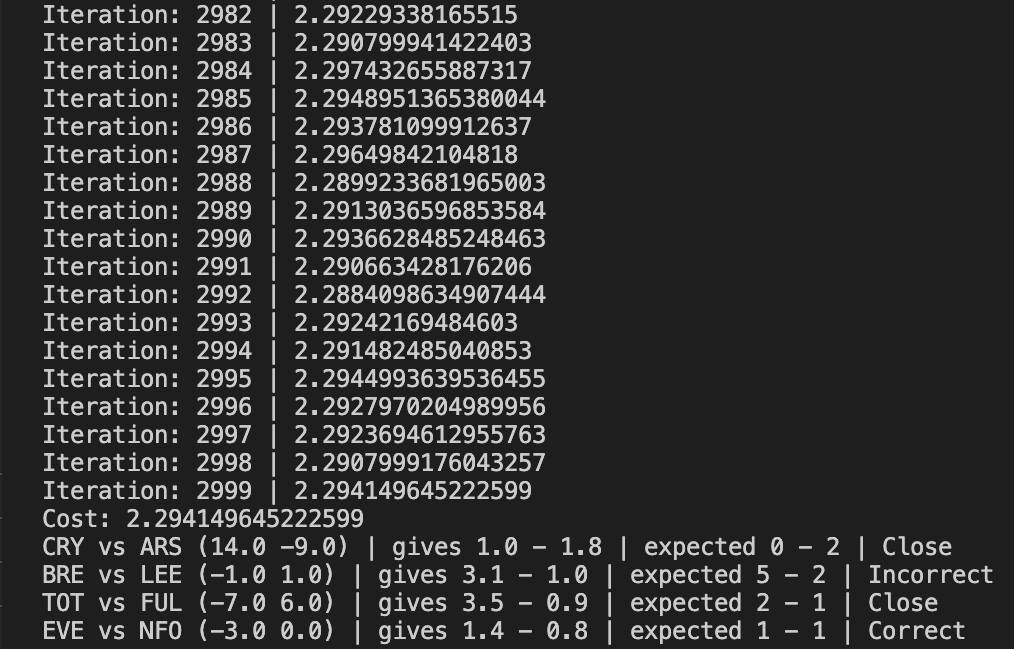 Iteration: 2982 | 2.29229338165515
Iteration: 2983 | 2.290799941422403
Iteration: 2984 | 2.297432655887317
Iteration: 2985 | 2.2948951365380044
Iteration: 2986 | 2.293781099912637
Iteration: 2987 | 2.29649842104818
Iteration: 2988 | 2.2899233681965003
Iteration: 2989 | 2.2913036596853584
Iteration: 2990 | 2.2936628485248463
Iteration: 2991 | 2.290663428176206
Iteration: 2992 | 2.2884098634907444
Iteration: 2993 | 2.29242169484603
Iteration: 2994 | 2.291482485040853
Iteration: 2995 | 2.2944993639536455
Iteration: 2996 | 2.2927970204989956
Iteration: 2997 | 2.2923694612955763
Iteration: 2998 | 2.2907999176043257
Iteration: 2999 | 2.294149645222599
Cost: 2.294149645222599
CRY vs ARS (14.0 -9.0) | gives 1.0 - 1.8 | expected 0 - 2 | Close
BRE vs LEE (-1.0 1.0) | gives 3.1 - 1.0 | expected 5 - 2 | Incorrect
TOT vs FUL (-7.0 6.0) | gives 3.5 - 0.9 | expected 2 - 1 | Close
EVE vs NFO (-3.0 0.0) | gives 1.4 - 0.8 | expected 1 - 1 | Correct